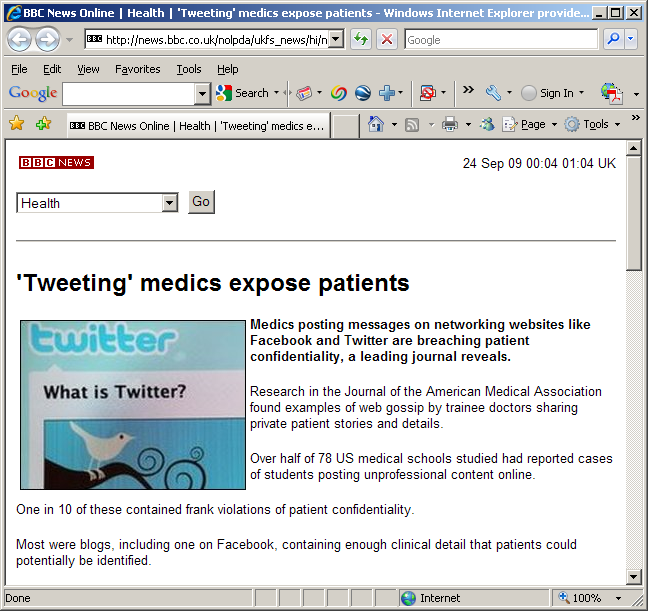 BBC News Online | Health | 'Tweeting' medics expose patients - Windows Internet Explorer provide...
http://news.bbc.co.uk/nolpda/ukfs_news/hi/n
Google
File Edit View Favorites Tools Help
Google Search Sign In
BBC News Online | Health | 'Tweeting' medics e... Page Tools
BBC NEWS 24 Sep 09 00:04 01:04 UK
Health Go
'Tweeting' medics expose patients
twitter
What is Twitter?
Medics posting messages on networking websites like
Facebook and Twitter are breaching patient
confidentiality, a leading journal reveals.
Research in the Journal of the American Medical Association
found examples of web gossip by trainee doctors sharing
private patient stories and details.
Over half of 78 US medical schools studied had reported cases
of students posting unprofessional content online.
One in 10 of these contained frank violations of patient confidentiality.
Most were blogs, including one on Facebook, containing enough clinical detail that patients could
potentially be identified.
Done Internet 100%